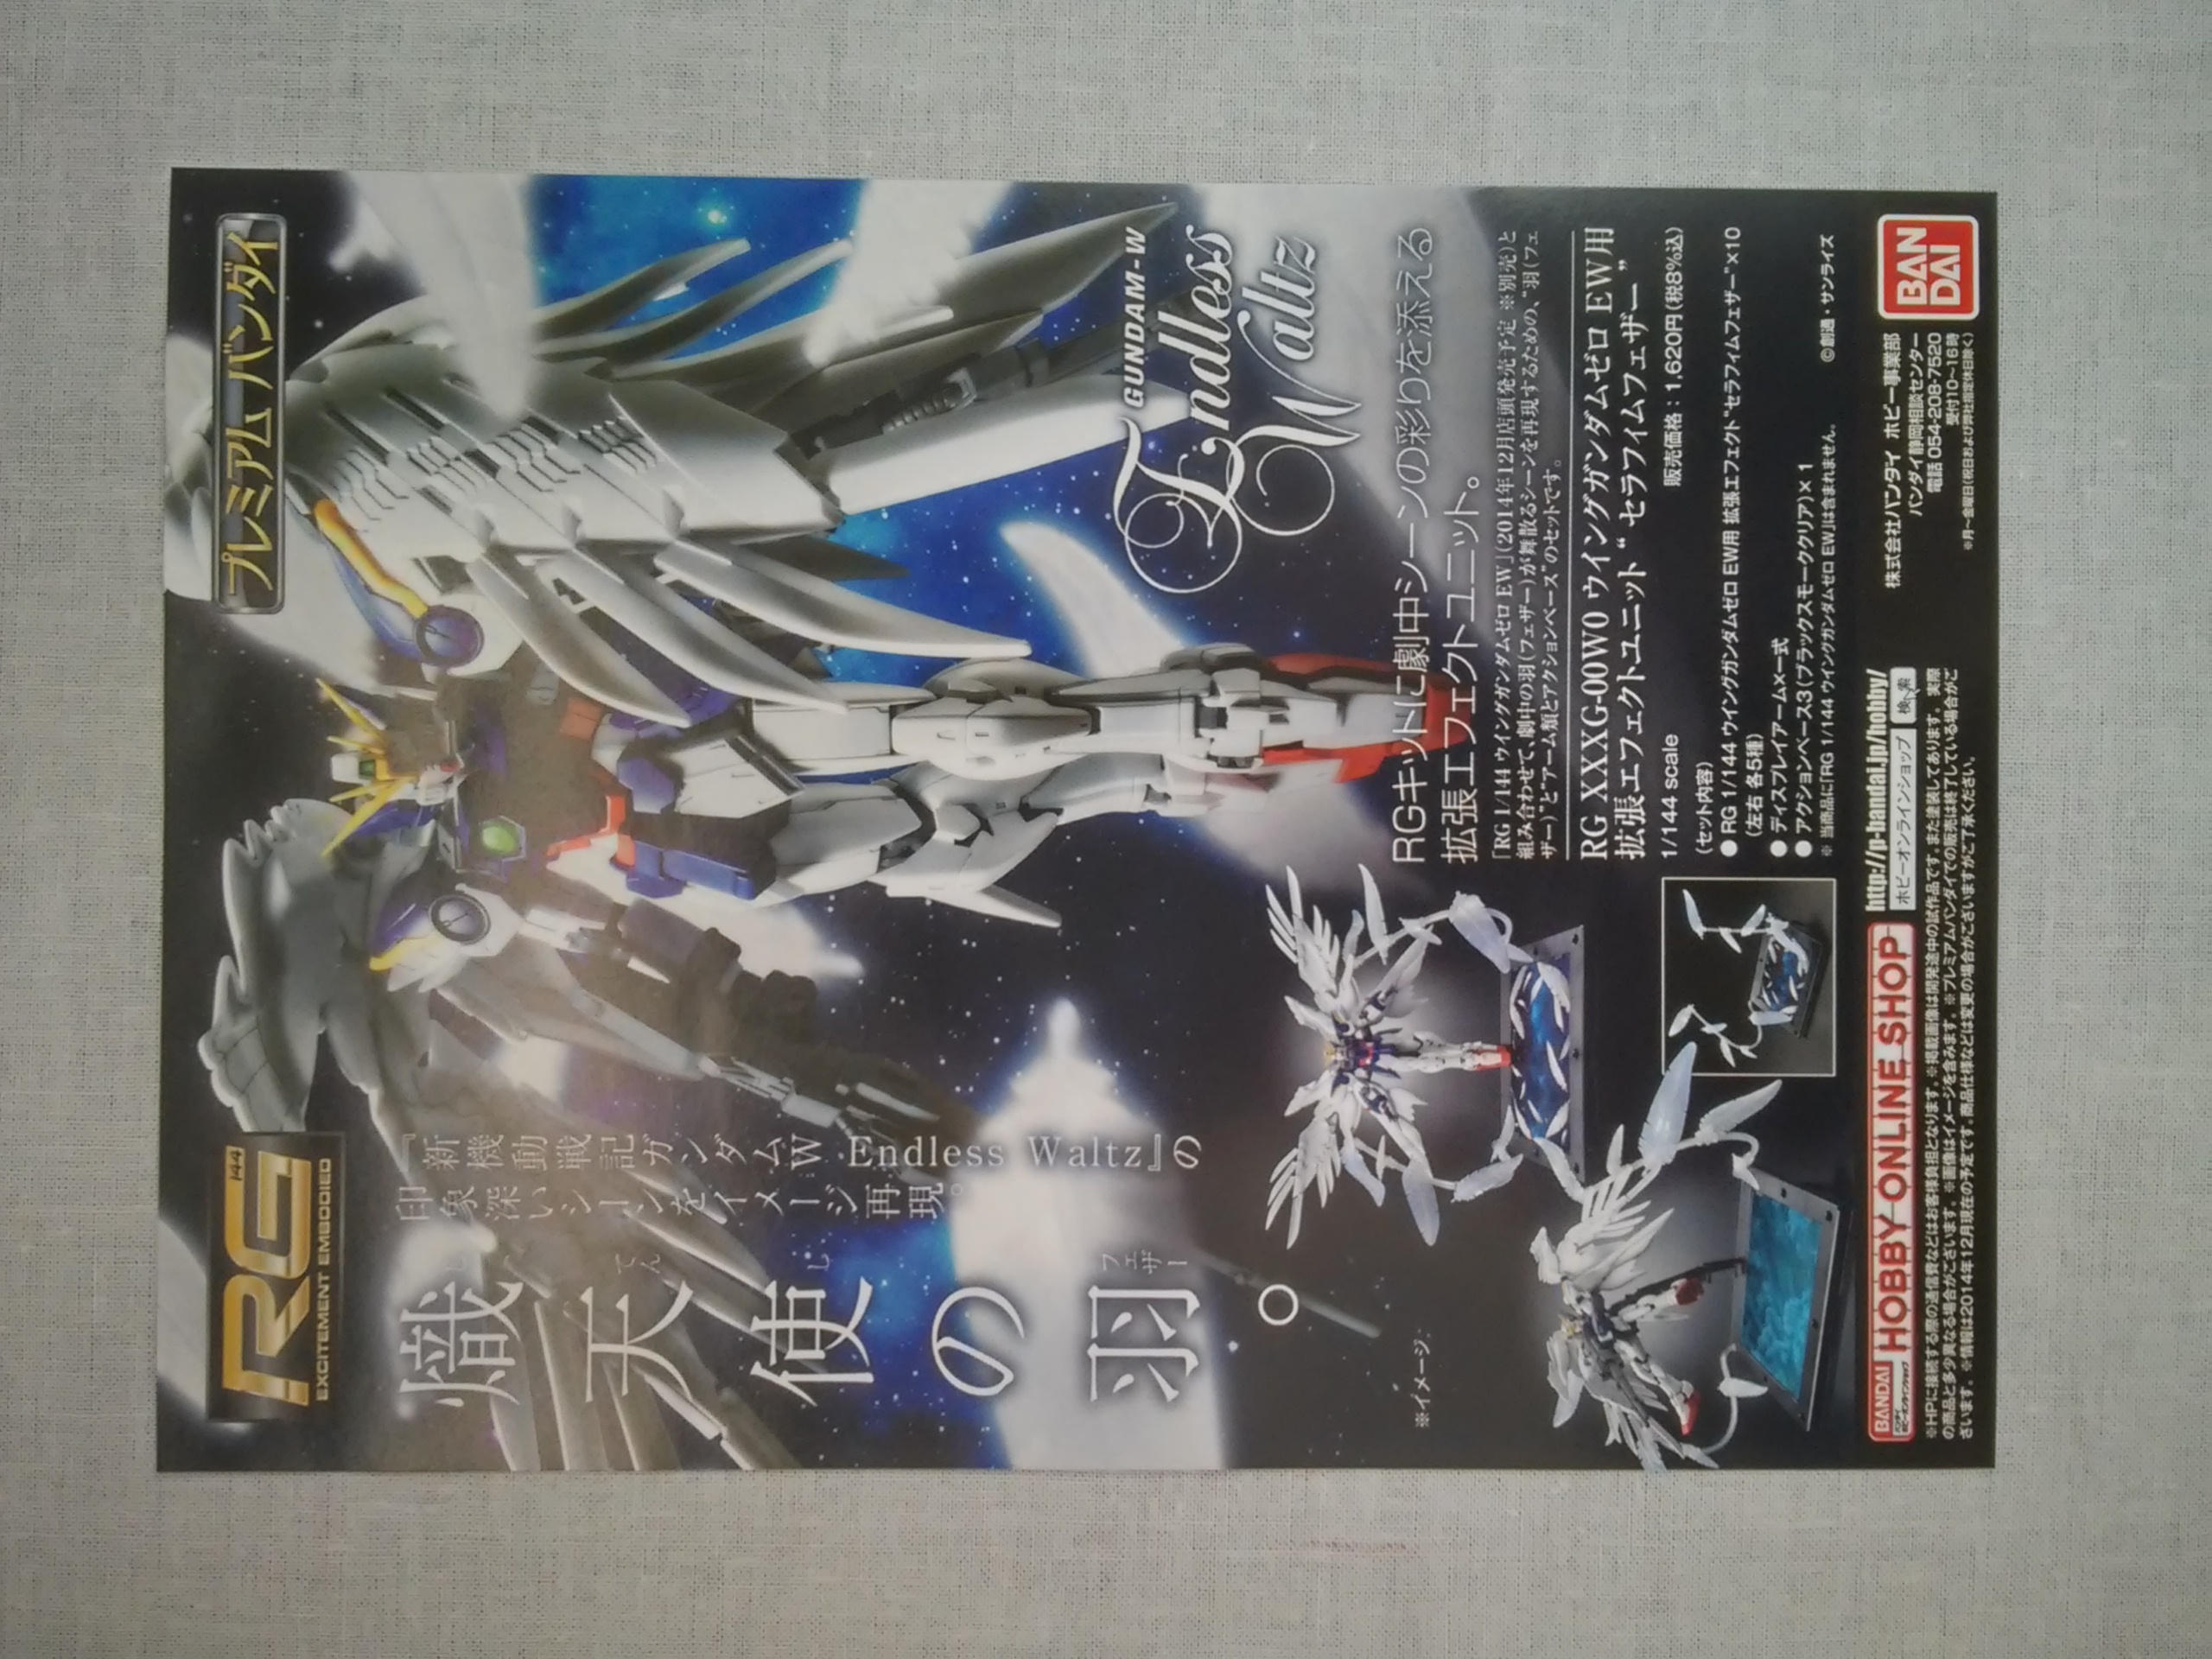 RG 144
EXCITEMENT EMBODIED
プレミアム バンダイ
『新機動戦記ガンダムW Endless Waltz』の
印象深いシーンをイメージ再現。
熾天使の羽。
し てん し フェザー
GUNDAM-W
Endless
Waltz
※イメージ
RGキットに劇中シーンの彩りを添える
拡張エフェクトユニット。
「RG 1/144 ウイングガンダムゼロ EW」(2014年12月店頭発売予定 ※別売)と
組み合わせて、劇中の羽(フェザー)が舞散るシーンを再現するための、“羽(フェ
ザー)”と“アーム類とアクションベース”のセットです。
RG XXXG-00W0 ウイングガンダムゼロ EW用
拡張エフェクトユニット“セラフィムフェザー”
1/144 scale 販売価格：1,620円(税8%込)
(セット内容)
● RG 1/144 ウイングガンダムゼロ EW用 拡張エフェクト“セラフィムフェザー”×10
(左右 各5種)
● ディスプレイアーム×一式
● アクションベース3(ブラックスモーククリア)× 1
※ 当商品に「RG 1/144 ウイングガンダムゼロ EW」は含まれません。 ©創通・サンライズ
BANDAI
バンダイ
ホビーオンラインショップ
HOBBY ONLINE SHOP
http://p-bandai.jp/hobby/
ホビーオンラインショップ 検索
※HPに接続する際の通信費などはお客様負担となります。※掲載画像は開発途中の試作品です。また塗装してあります。 実際
の商品と多少異なる場合がございます。※画像はイメージを含みます。※プレミアムバンダイでの販売は終了している場合がご
ざいます。※情報は2014年12月現在の予定です。商品仕様などは変更の場合がございますがご了承ください。
株式会社バンダイ ホビー事業部
バンダイ静岡相談センター
電話 054-208-7520
受付10〜16時
※月〜金曜日(祝日および弊社指定休日除く)
BAN
DAI